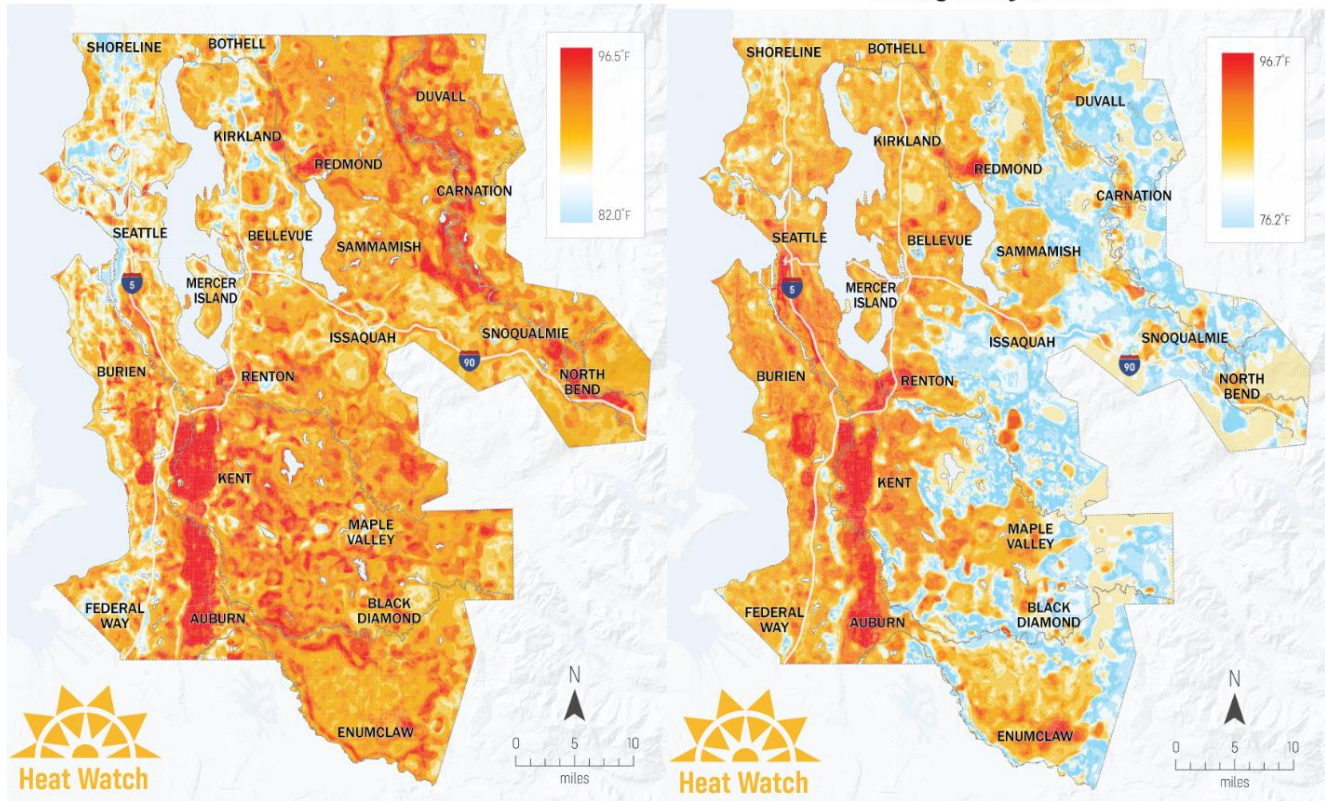 SHORELINE
BOTHELL
96.5°F
82.0°F
DUVALL
KIRKLAND
REDMOND
CARNATION
SEATTLE
BELLEVUE
SAMMAMISH
5
MERCER
ISLAND
ISSAQUAH
SNOQUALMIE
90
BURIEN
RENTON
NORTH
BEND
KENT
MAPLE
VALLEY
FEDERAL
WAY
AUBURN
BLACK
DIAMOND
ENUMCLAW
N
0 5 10
miles
Heat Watch
SHORELINE
BOTHELL
96.7°F
76.2°F
DUVALL
KIRKLAND
REDMOND
CARNATION
SEATTLE
BELLEVUE
SAMMAMISH
5
MERCER
ISLAND
ISSAQUAH
SNOQUALMIE
90
BURIEN
RENTON
NORTH
BEND
KENT
MAPLE
VALLEY
FEDERAL
WAY
AUBURN
BLACK
DIAMOND
ENUMCLAW
N
0 5 10
miles
Heat Watch